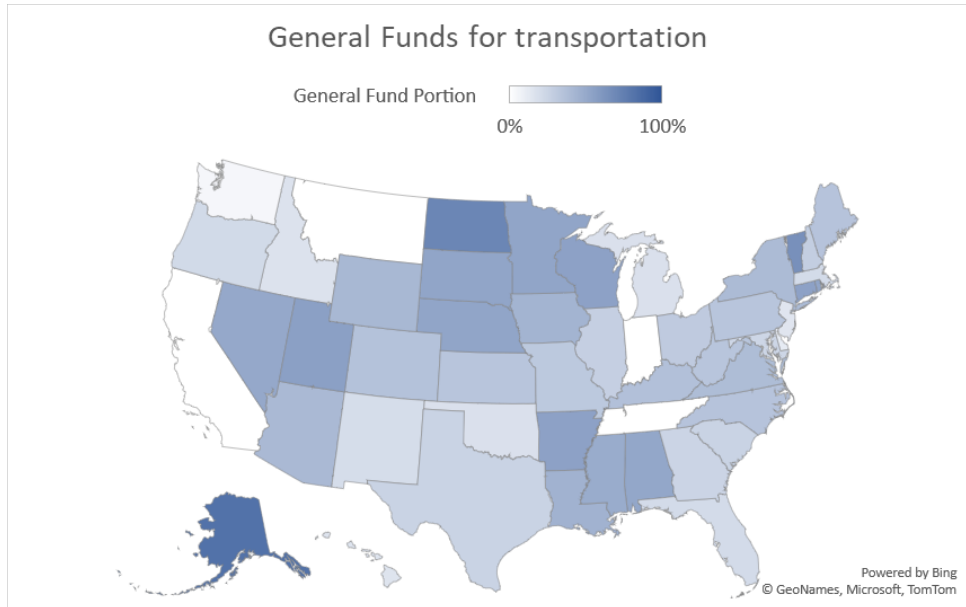 General Funds for transportation
General Fund Portion
0% 100%
Powered by Bing
© GeoNames, Microsoft, TomTom